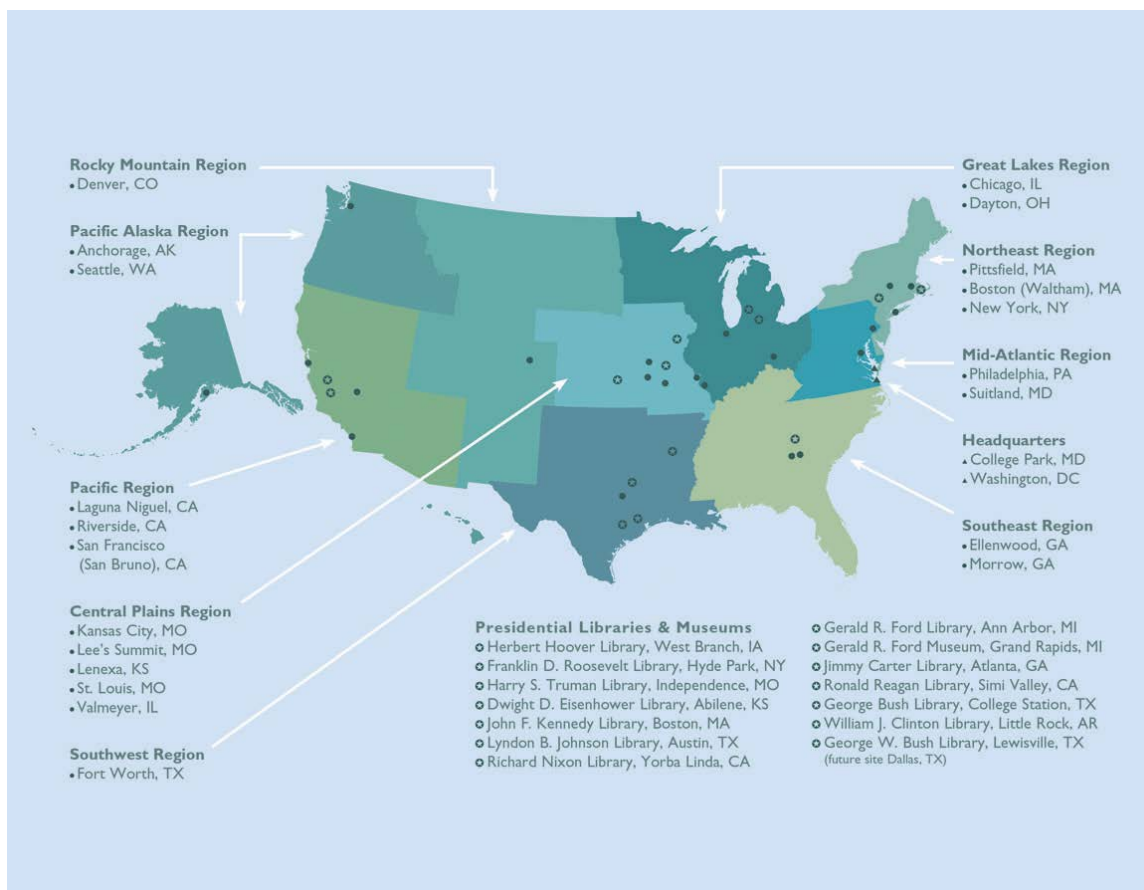 Rocky Mountain Region
• Denver, CO
Pacific Alaska Region
• Anchorage, AK
• Seattle, WA
Pacific Region
• Laguna Niguel, CA
• Riverside, CA
• San Francisco
(San Bruno), CA
Central Plains Region
• Kansas City, MO
• Lee's Summit, MO
• Lenexa, KS
• St. Louis, MO
• Valmeyer, IL
Southwest Region
• Fort Worth, TX
Great Lakes Region
• Chicago, IL
• Dayton, OH
Northeast Region
• Pittsfield, MA
• Boston (Waltham), MA
• New York, NY
Mid-Atlantic Region
• Philadelphia, PA
• Suitland, MD
Headquarters
▲ College Park, MD
▲ Washington, DC
Southeast Region
• Ellenwood, GA
• Morrow, GA
Presidential Libraries & Museums
✪ Herbert Hoover Library, West Branch, IA
✪ Franklin D. Roosevelt Library, Hyde Park, NY
✪ Harry S. Truman Library, Independence, MO
✪ Dwight D. Eisenhower Library, Abilene, KS
✪ John F. Kennedy Library, Boston, MA
✪ Lyndon B. Johnson Library, Austin, TX
✪ Richard Nixon Library, Yorba Linda, CA
✪ Gerald R. Ford Library, Ann Arbor, MI
✪ Gerald R. Ford Museum, Grand Rapids, MI
✪ Jimmy Carter Library, Atlanta, GA
✪ Ronald Reagan Library, Simi Valley, CA
✪ George Bush Library, College Station, TX
✪ William J. Clinton Library, Little Rock, AR
✪ George W. Bush Library, Lewisville, TX
(future site Dallas, TX)